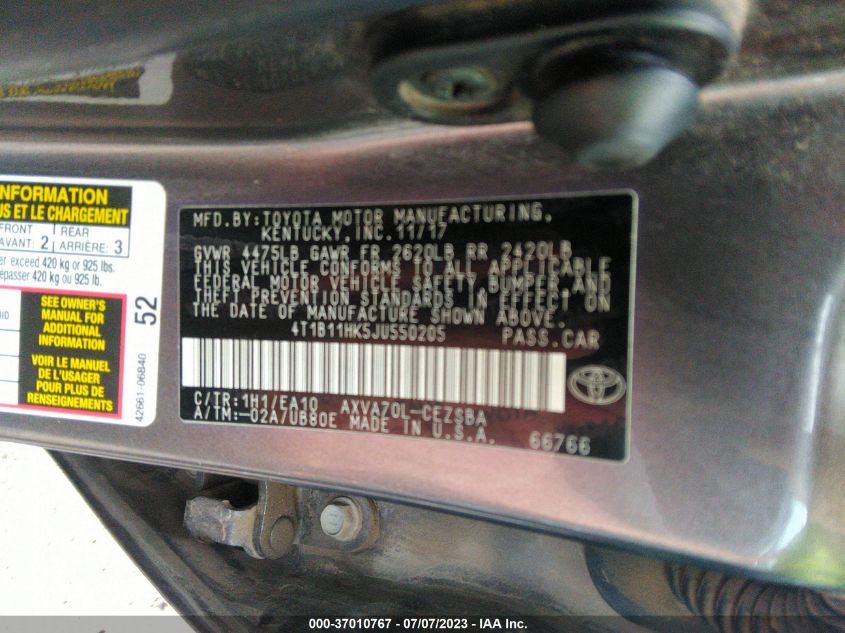 INFORMATION
US ET LE CHARGEMENT
FRONT
AVANT: 2
REAR
ARRIÈRE: 3
er exceed 420 kg or 925 lbs.
épasser 420 kg ou 925 lb.
SEE OWNER'S
MANUAL FOR
ADDITIONAL
INFORMATION
VOIR LE MANUEL
DE L'USAGER
POUR PLUS DE
RENSEIGNEMENTS
52
42661-06B40
MFD.BY:TOYOTA MOTOR MANUFACTURING,
KENTUCKY,INC.11/17
GVWR 4475LB GAWR FR 2620LB RR 2420LB
THIS VEHICLE CONFORMS TO ALL APPLICABLE
FEDERAL MOTOR VEHICLE SAFETY BUMPER,AND
THEFT PREVENTION STANDARDS IN EFFECT ON
THE DATE OF MANUFACTURE SHOWN ABOVE.
4T1B11HK5JU550205 PASS.CAR
C/TR:1H1/EA10 AXVA70L-CEZSBA
A/TM:-02A/UB80E MADE IN U.S.A.
66766
000-37010767 / 07/07/2023 - IAA Inc.